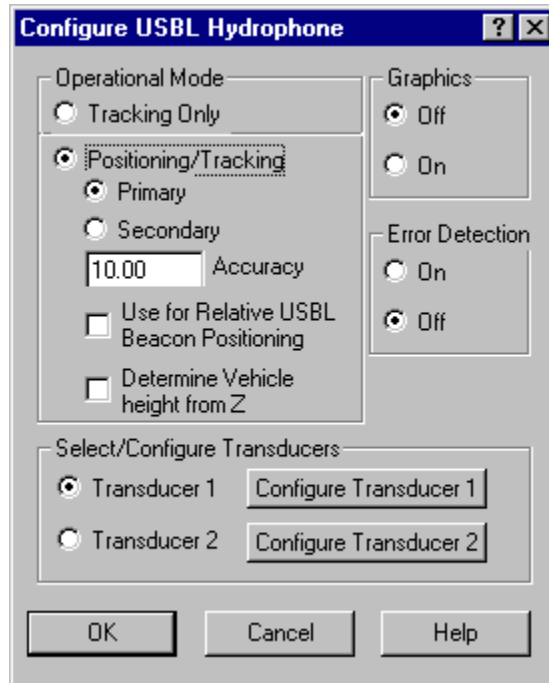 Configure USBL Hydrophone
Operational Mode
Tracking Only
Positioning/Tracking
Primary
Secondary
10.00 Accuracy
Use for Relative USBL
Beacon Positioning
Determine Vehicle
height from Z
Graphics
Off
On
Error Detection
On
Off
Select/Configure Transducers
Transducer 1 Configure Transducer 1
Transducer 2 Configure Transducer 2
OK Cancel Help